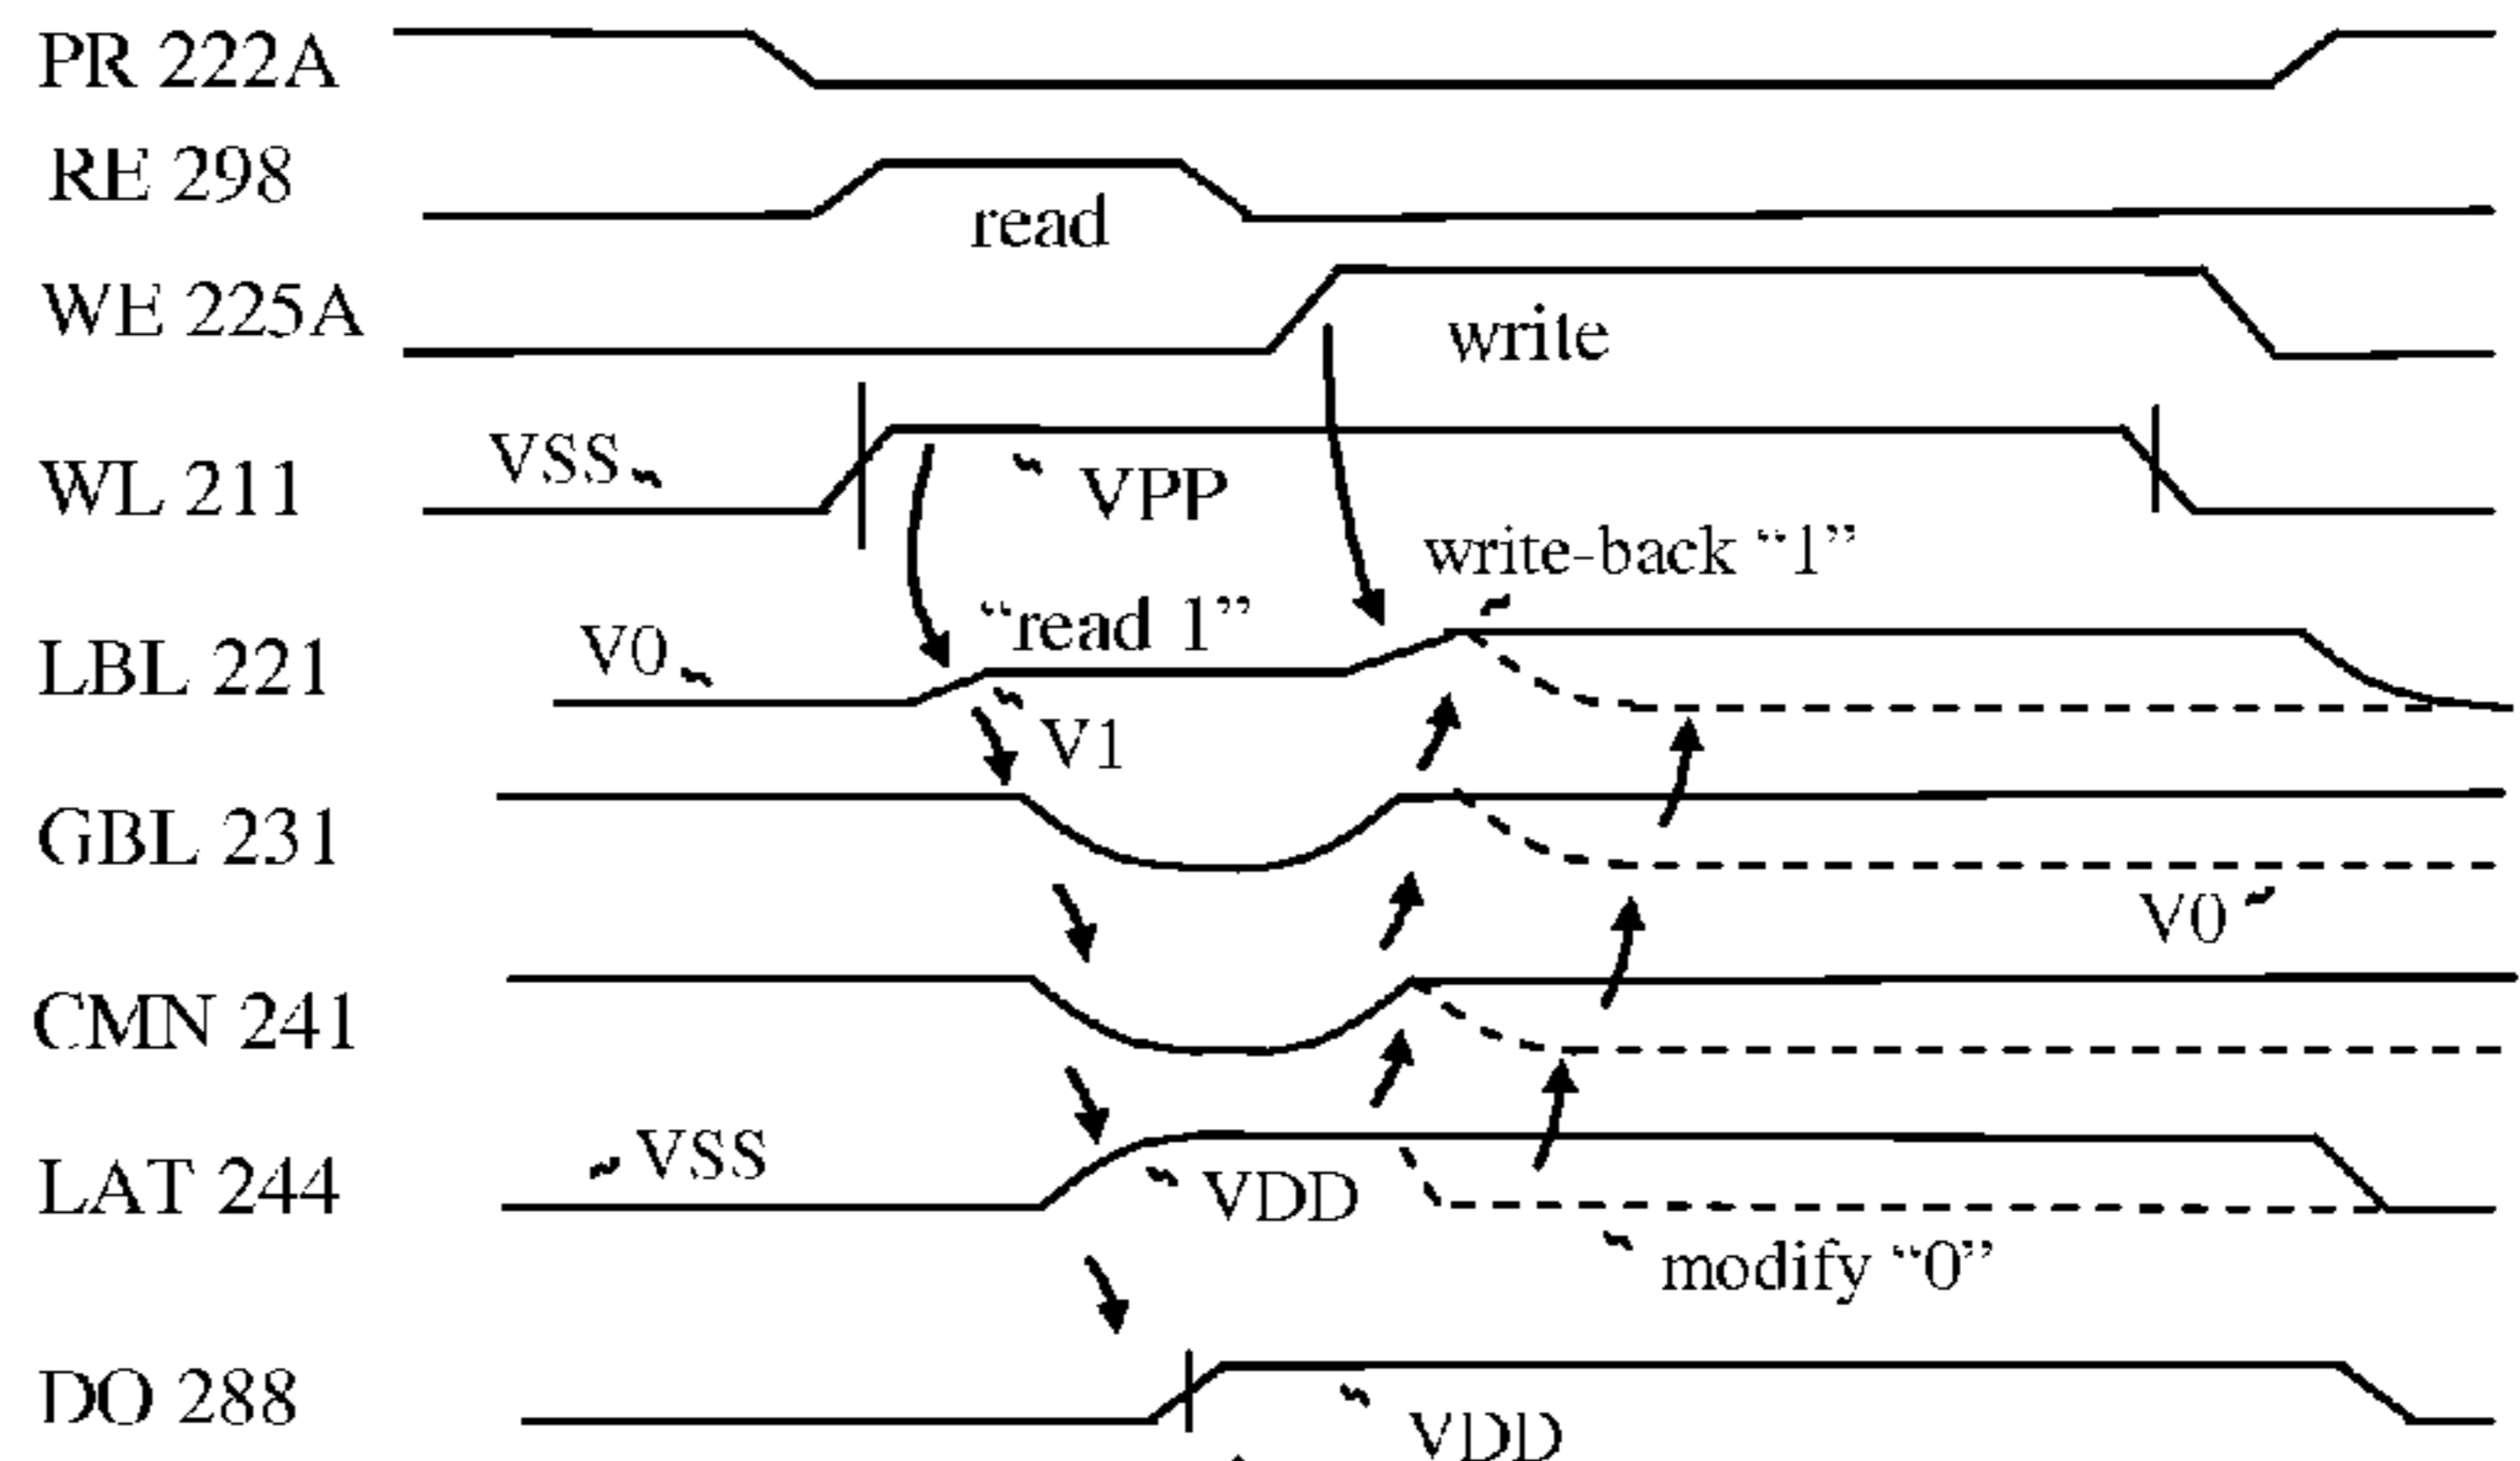 PR 222A
RE 298
read
WE 225A
write
VSS
WL 211
VPP
write-back “1”
“read 1”
V0
LBL 221
V1
GBL 231
V0
CMN 241
VSS
LAT 244
VDD
modify “0”
DO 288
VDD